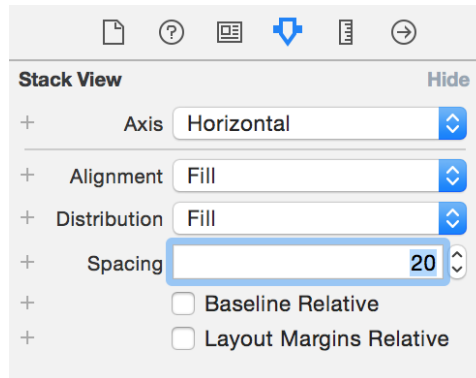 Stack View Hide
+ Axis Horizontal
+ Alignment Fill
+ Distribution Fill
+ Spacing 20
+ Baseline Relative
+ Layout Margins Relative